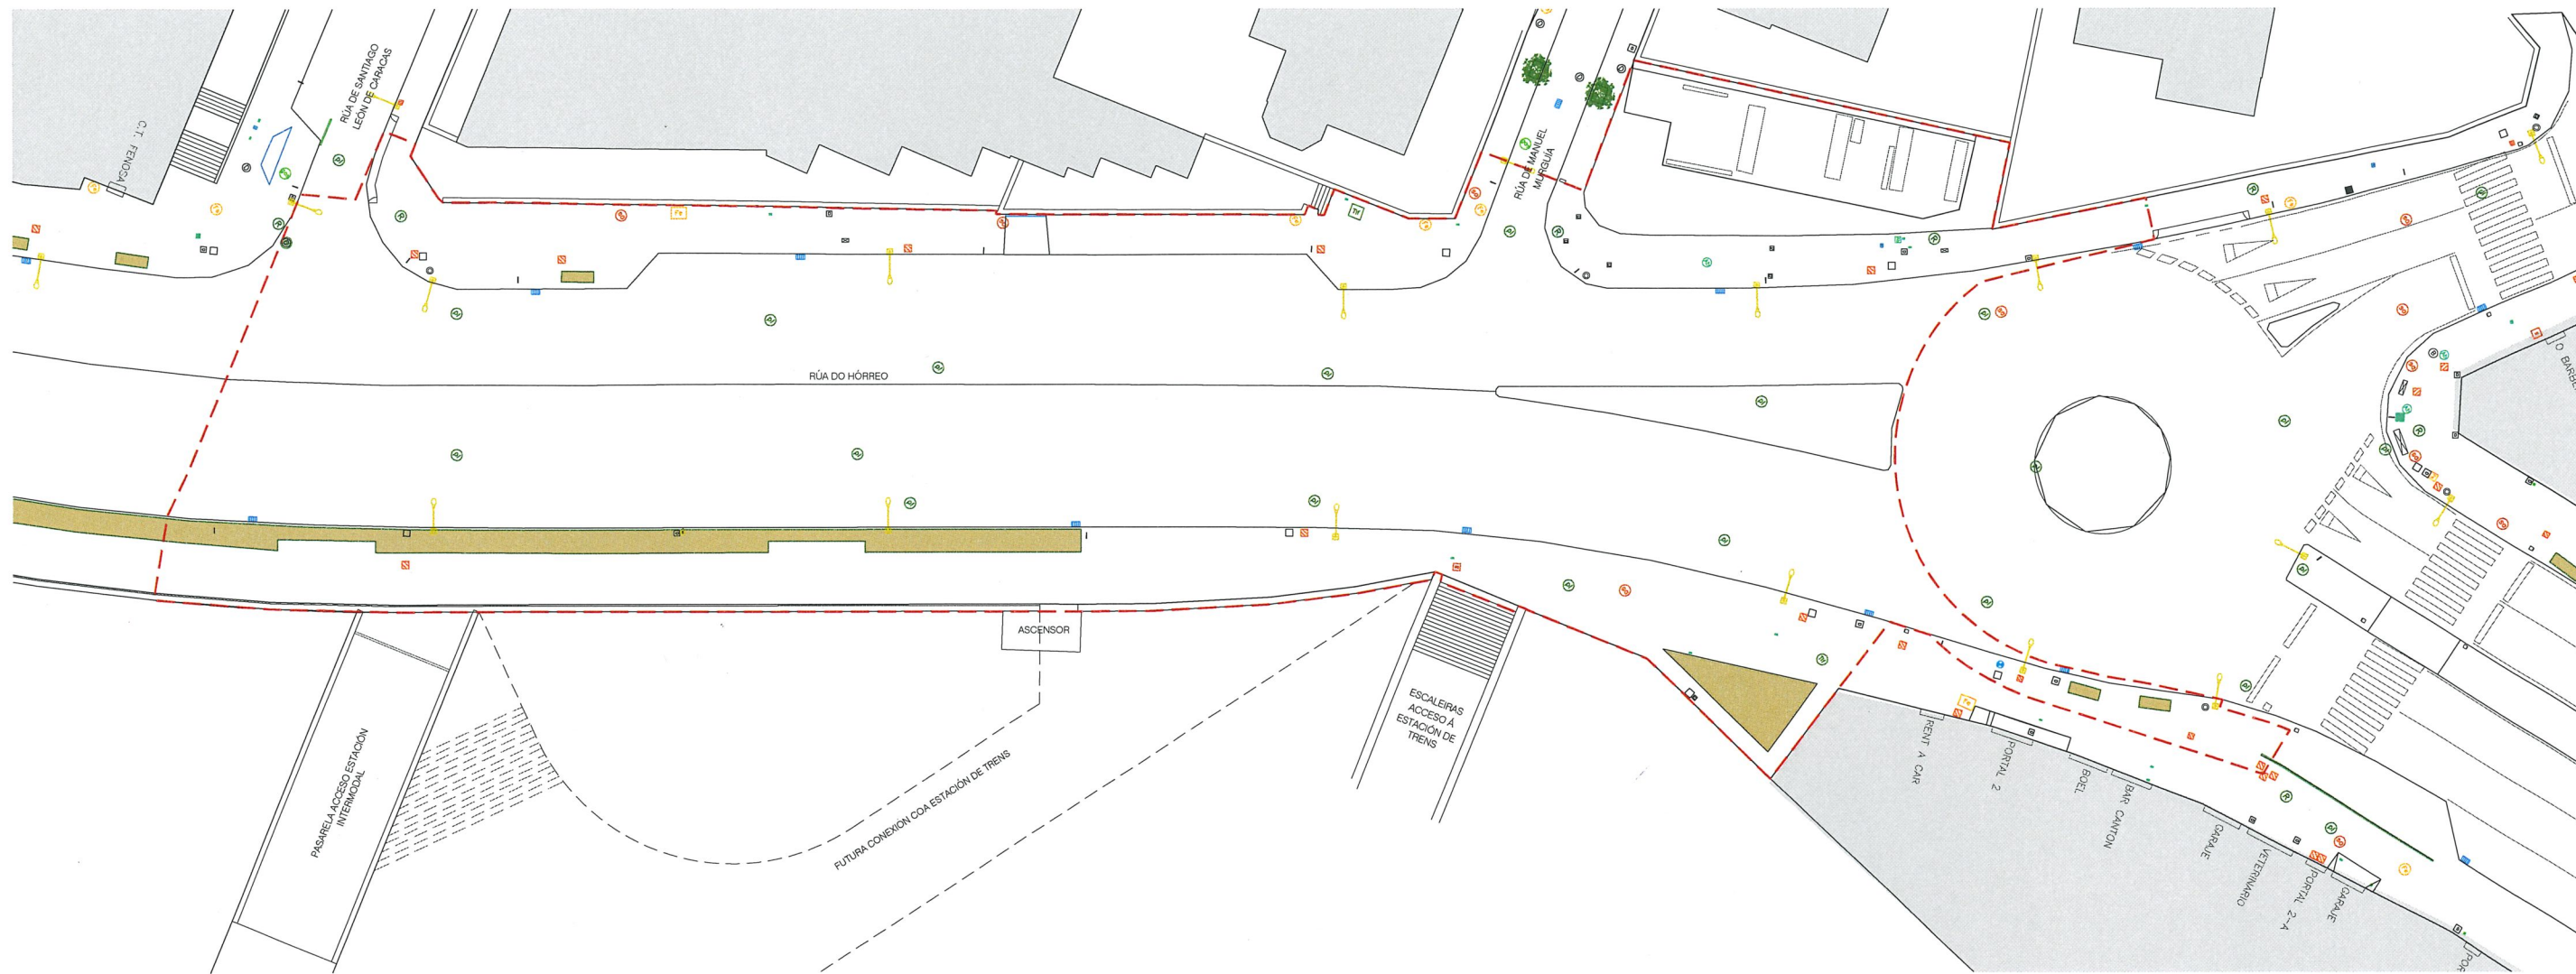 RÚA DE SANTIAGO
LEÓN DE CARACAS
C.T. FENOSA
RÚA DE MANUEL
MURGUÍA
RÚA DO HÓRREO
ASCENSOR
PASARELA ACCESO ESTACIÓN
INTERMODAL
FUTURA CONEXION COA ESTACIÓN DE TRENS
ESCALEIRAS
ACCESO Á
ESTACIÓN DE
TRENS
RENT A CAR
PORTAL 2
BDEL
BAR CANTON
GARAJE
VETERINARIO
PORTAL 2-A
GARAJE